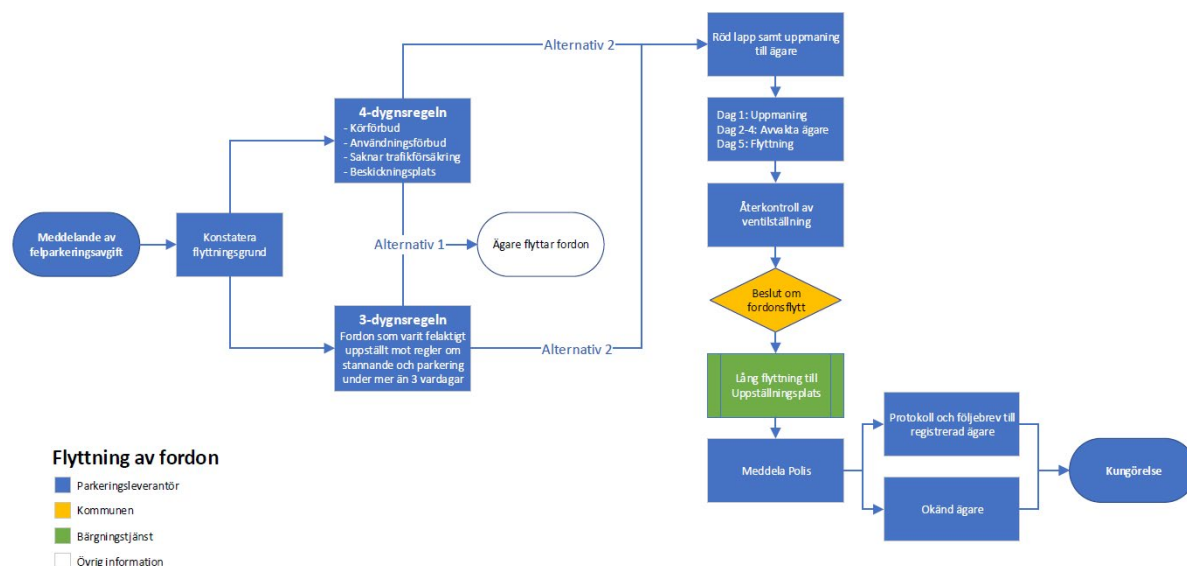 Meddelande av
felparkeringsavgift
Konstatera
flyttningsgrund
4-dygnsregeln
- Körförbud
- Användningsförbud
- Saknar trafikförsäkring
- Beskickningsplats
Alternativ 1
Ägare flyttar fordon
3-dygnsregeln
Fordon som varit felaktigt
uppställt mot regler om
stannande och parkering
under mer än 3 vardagar
Alternativ 2
Alternativ 2
Röd lapp samt uppmaning
till ägare
Dag 1: Uppmaning
Dag 2-4: Avvakta ägare
Dag 5: Flyttning
Återkontroll av
ventilställning
Beslut om
fordonsflytt
Lång flyttning till
Uppställningsplats
Meddela Polis
Protokoll och följebrev till
registrerad ägare
Okänd ägare
Kungörelse
Flyttning av fordon
Parkeringsleverantör
Kommunen
Bärgningstjänst
Övrig information